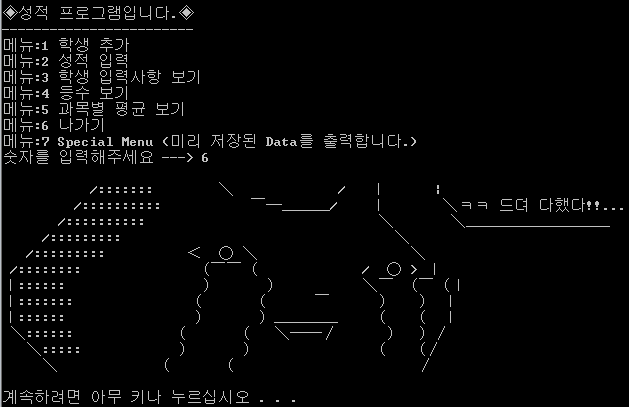 ◈성적 프로그램입니다.◈
------------------------
메뉴:1 학생 추가
메뉴:2 성적 입력
메뉴:3 학생 입력사항 보기
메뉴:4 등수 보기
메뉴:5 과목별 평균 보기
메뉴:6 나가기
메뉴:7 Special Menu (미리 저장된 Data를 출력합니다.)
숫자를 입력해주세요 ---> 6
ㅋㅋ 드뎌 다했다!!...
계속하려면 아무 키나 누르십시오 . . .